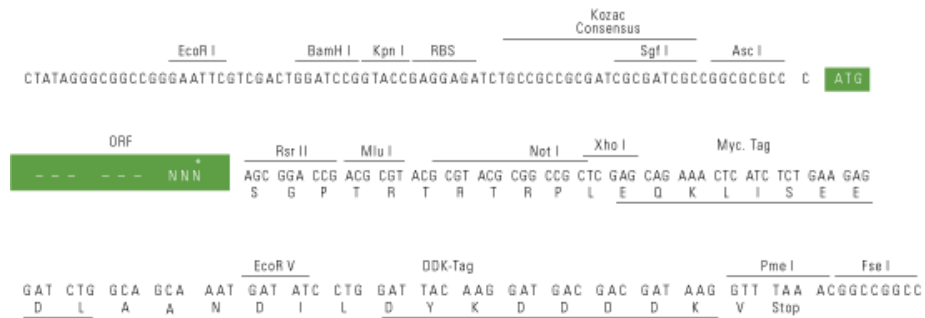 Kozac
Consensus
EcoR I BamH I Kpn I RBS Sgf I Asc I
CTATAGGGCGGCCGGGAATTCGTCGACTGGATCCGGTACCGAGGAGATCTGCCGCCGCGATCGCGATCGCCGGCGCGCC C ATG
ORF Rsr II Mlu I Not I Xho I Myc. Tag
*
--- --- NNN AGC GGA CCG ACG CGT ACG CGT ACG CGG CCG CTC GAG CAG AAA CTC ATC TCT GAA GAG
S G P T R T R T R P L E Q K L I S E E
EcoR V DDK-Tag Pme I Fse I
GAT CTG GCA GCA AAT GAT ATC CTG GAT TAC AAG GAT GAC GAC GAT AAG GTT TAA ACGGCCGGCC
D L A A N D I L D Y K D D D D K V Stop